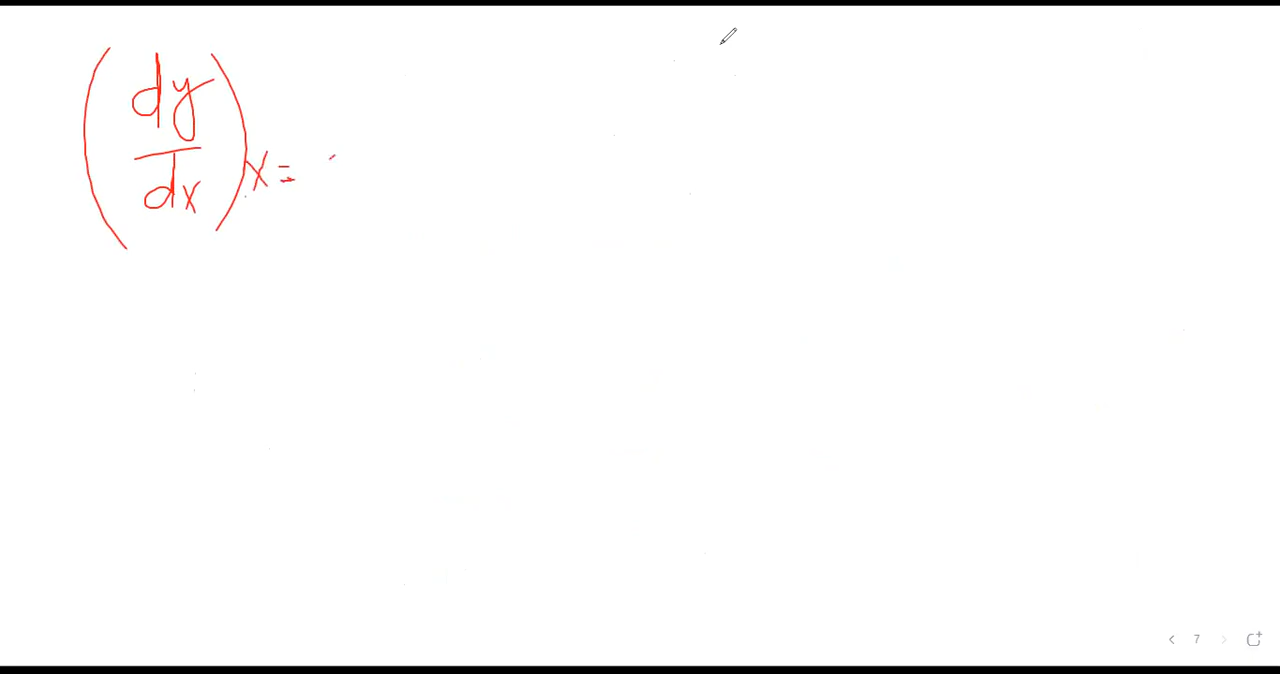 (dy/dx) x =
< 7 >